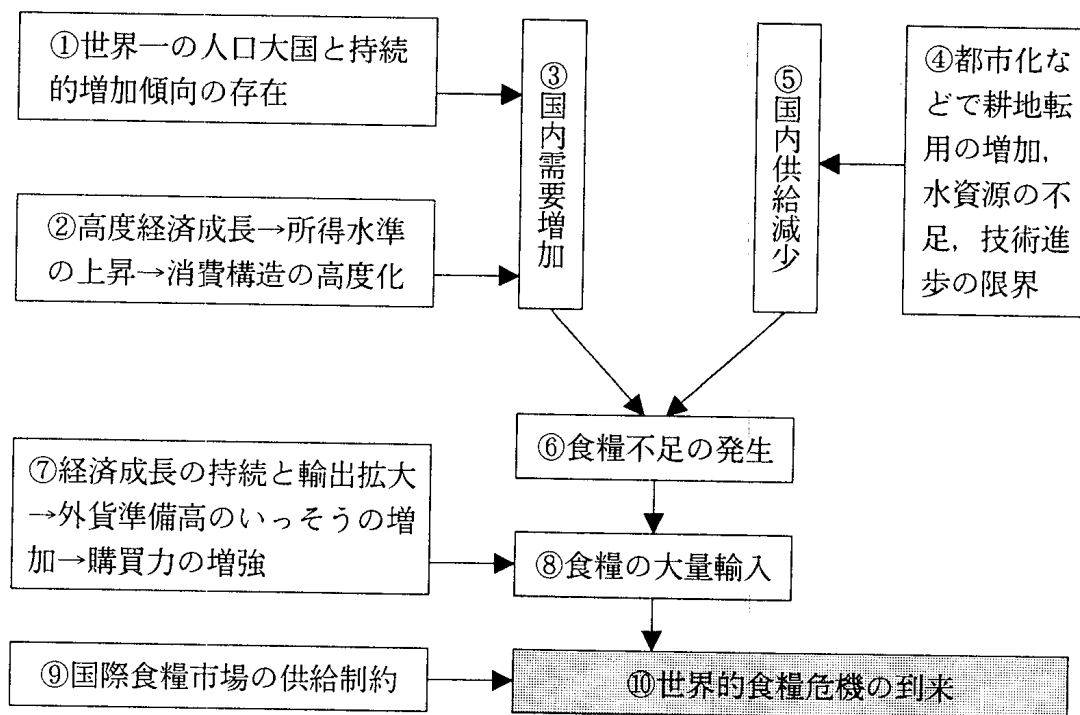 ①世界一の人口大国と持続
的増加傾向の存在
②高度経済成長→所得水準
の上昇→消費構造の高度化
③国内需要増加
⑤国内供給減少
④都市化な
どで耕地転
用の増加,
水資源の不
足, 技術進
歩の限界
⑥食糧不足の発生
⑦経済成長の持続と輸出拡大
→外貨準備高のいっそうの増
加→購買力の増強
⑧食糧の大量輸入
⑨国際食糧市場の供給制約
⑩世界的食糧危機の到来